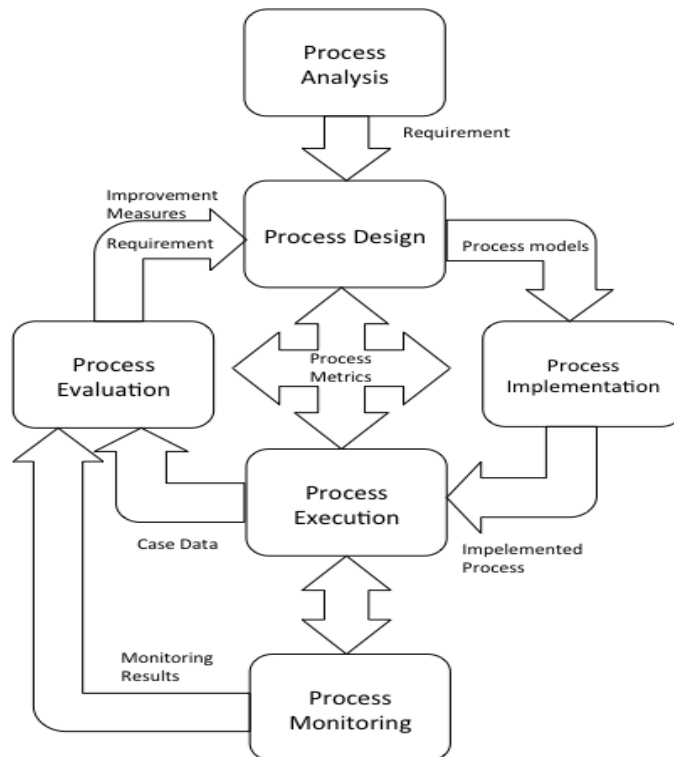 Process
Analysis
Requirement
Improvement
Measures
Requirement
Process Design
Process models
Process
Evaluation
Process
Metrics
Process
Implementation
Process
Execution
Case Data
Impelemented
Process
Monitoring
Results
Process
Monitoring